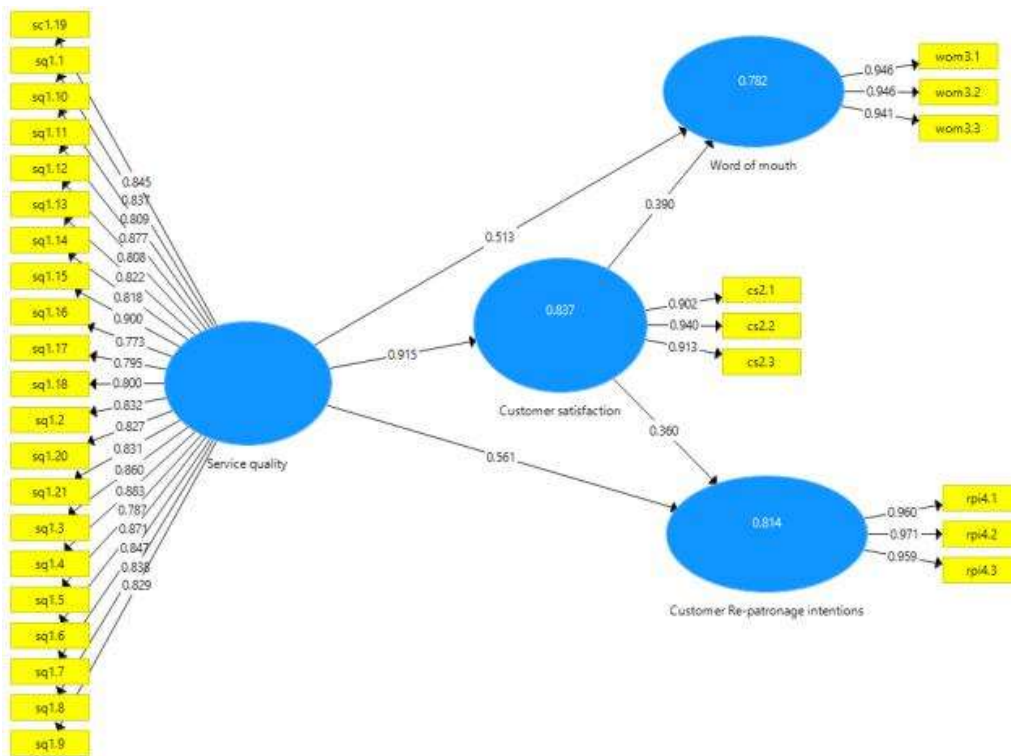 sc1.19
sq1.1
sq1.10
sq1.11
sq1.12
sq1.13
sq1.14
sq1.15
sq1.16
sq1.17
sq1.18
sq1.2
sq1.20
sq1.21
sq1.3
sq1.4
sq1.5
sq1.6
sq1.7
sq1.8
sq1.9
0.845
0.837
0.809
0.877
0.808
0.822
0.818
0.900
0.773
0.795
0.800
0.832
0.827
0.831
0.860
0.883
0.787
0.871
0.847
0.838
0.829
Service quality
0.513
0.915
0.561
0.782
Word of mouth
0.946
0.946
0.941
wom3.1
wom3.2
wom3.3
0.390
0.837
Customer satisfaction
0.902
0.940
0.913
cs2.1
cs2.2
cs2.3
0.360
0.814
Customer Re-patronage intentions
0.960
0.971
0.959
rpi4.1
rpi4.2
rpi4.3